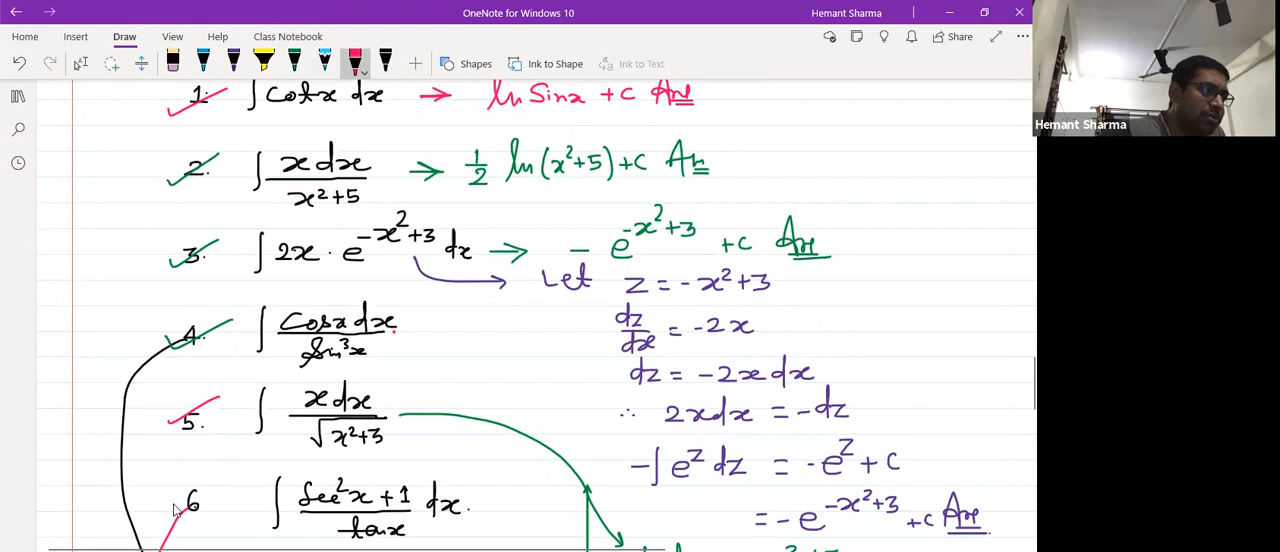 OneNote for Windows 10
Hemant Sharma
Home Insert Draw View Help Class Notebook
Shapes Ink to Shape Ink to Text Share
Hemant Sharma
1. ∫ Cotx dx → ln Sinx + c Ans
2. ∫ x dx / x²+5 → 1/2 ln(x²+5) + c An
3. ∫ 2x · e^(-x²+3) dx → - e^(-x²+3) + c Ans
Let z = -x²+3
4. ∫ Cosx dx / Sin³x
dz/dx = -2x
dz = -2x dx
5. ∫ x dx / √(x²+3)
∴ 2x dx = -dz
-∫ e^z dz = -e^z + c
6 ∫ Sec²x + 1 / tanx dx.
= -e^(-x²+3) + c Ans